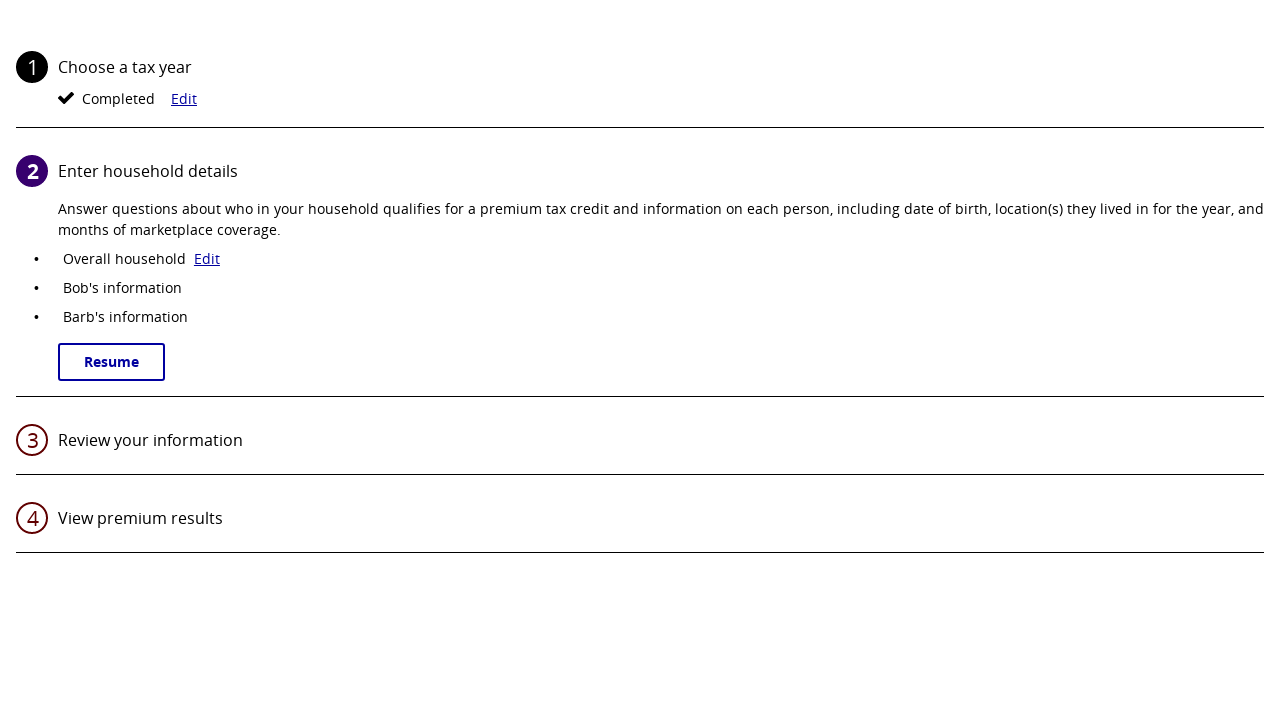 1 Choose a tax year
Completed Edit
2 Enter household details
Answer questions about who in your household qualifies for a premium tax credit and information on each person, including date of birth, location(s) they lived in for the year, and
months of marketplace coverage.
• Overall household Edit
• Bob's information
• Barb's information
Resume
3 Review your information
4 View premium results